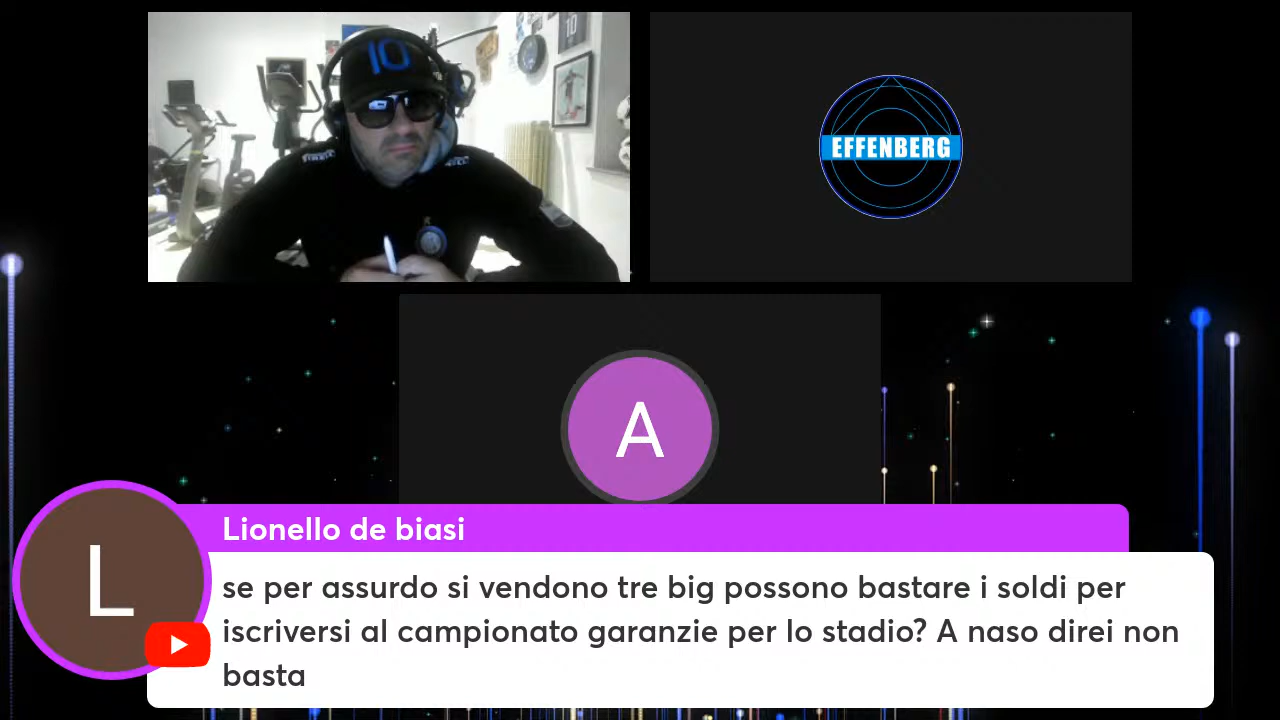 10
EFFENBERG
A
L
Lionello de biasi
se per assurdo si vendono tre big possono bastare i soldi per
iscriversi al campionato garanzie per lo stadio? A naso direi non
basta